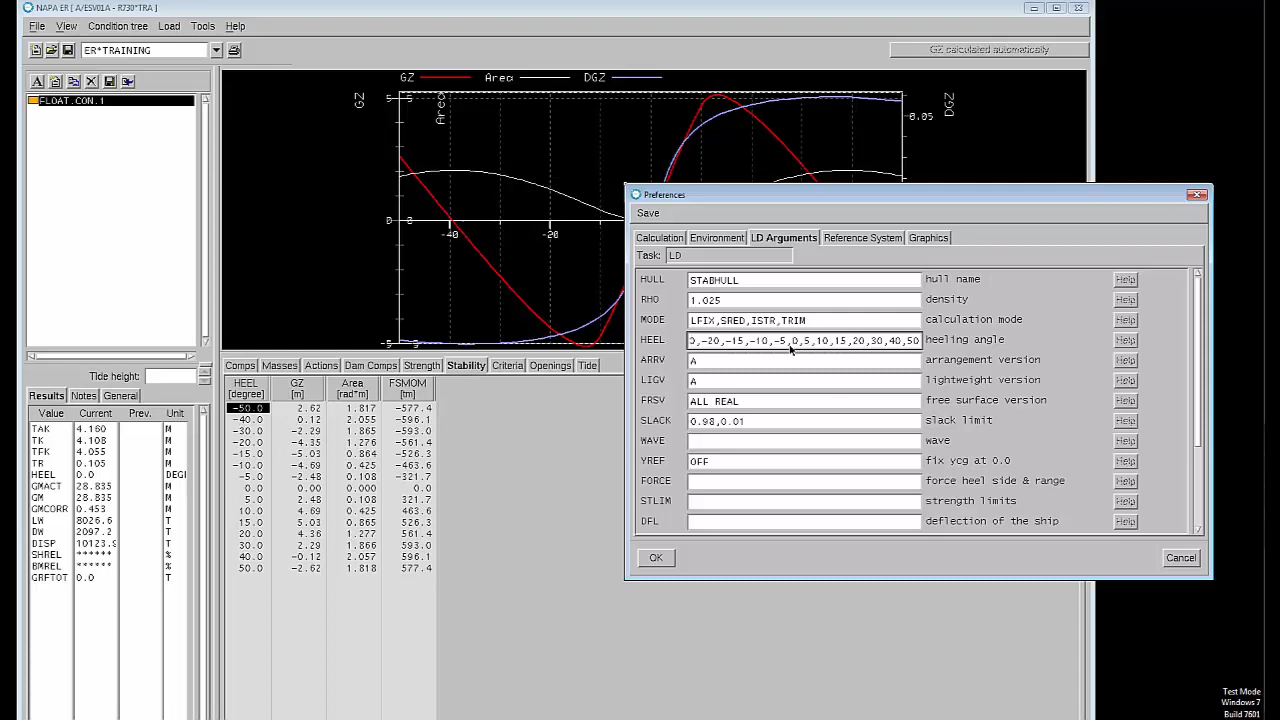 NAPA ER [ A/ESV01A - R730*TRA ]
File View Condition tree Load Tools Help
ER*TRAINING
GZ calculated automatically
FLOAT.CON.1
Tide height:
Results Notes General
Value Current Prev. Unit
TAK 4.160 M
TK 4.108 M
TFK 4.055 M
TR 0.105 M
HEEL 0.0 DEG
GMACT 28.835 M
GM 28.835 M
GMCORR 0.453 M
LW 8026.6 T
DW 2097.2 T
DISP 10123.9 T
SHREL ****** %
BMREL ****** %
GRFTOT 0.0 T
GZ Area DGZ
GZ
Area
DGZ
0.05
-40
-20
Comps Masses Actions Dam Comps Strength Stability Criteria Openings Tide
HEEL GZ Area FSMOM
[degree] [m] [rad*m] [tm]
-50.0 2.62 1.817 -577.4
-40.0 0.12 2.055 -596.1
-30.0 -2.29 1.865 -593.0
-20.0 -4.35 1.276 -561.4
-15.0 -5.03 0.864 -526.3
-10.0 -4.69 0.425 -463.6
-5.0 -2.48 0.108 -321.7
0.0 0.00 0.000 0.0
5.0 2.48 0.108 321.7
10.0 4.69 0.425 463.6
15.0 5.03 0.865 526.3
20.0 4.36 1.277 561.4
30.0 2.29 1.866 593.0
40.0 -0.12 2.057 596.1
50.0 -2.62 1.818 577.4
Preferences
Save
Calculation Environment LD Arguments Reference System Graphics
Task: LD
HULL STABHULL hull name Help
RHO 1.025 density Help
MODE LFIX,SRED,ISTR,TRIM calculation mode Help
HEEL 0,-20,-15,-10,-5,0,5,10,15,20,30,40,50 heeling angle Help
ARRV A arrangement version Help
LIGV A lightweight version Help
FRSV ALL REAL free surface version Help
SLACK 0.98,0.01 slack limit Help
WAVE wave Help
YREF OFF fix ycg at 0.0 Help
FORCE force heel side & range Help
STLIM strength limits Help
DFL deflection of the ship Help
OK Cancel
Test Mode
Windows 7
Build 7601